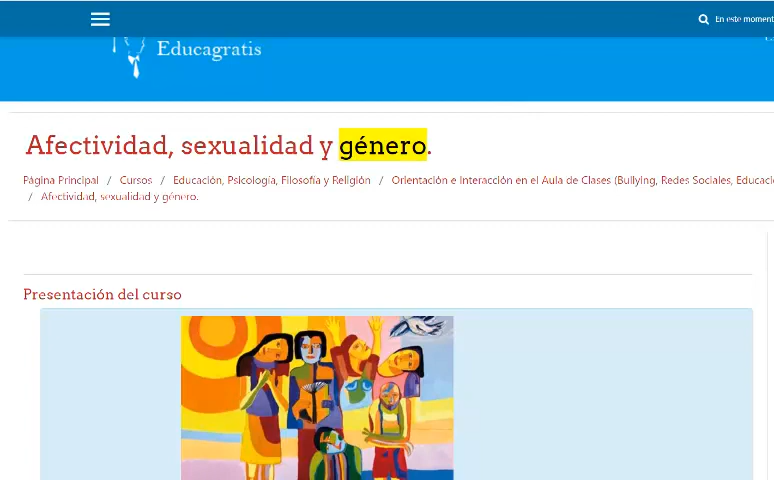 En este moment
Educagratis
Afectividad, sexualidad y género.
Página Principal / Cursos / Educación, Psicología, Filosofía y Religión / Orientación e Interacción en el Aula de Clases (Bullying, Redes Sociales, Educaci
/ Afectividad, sexualidad y género.
Presentación del curso